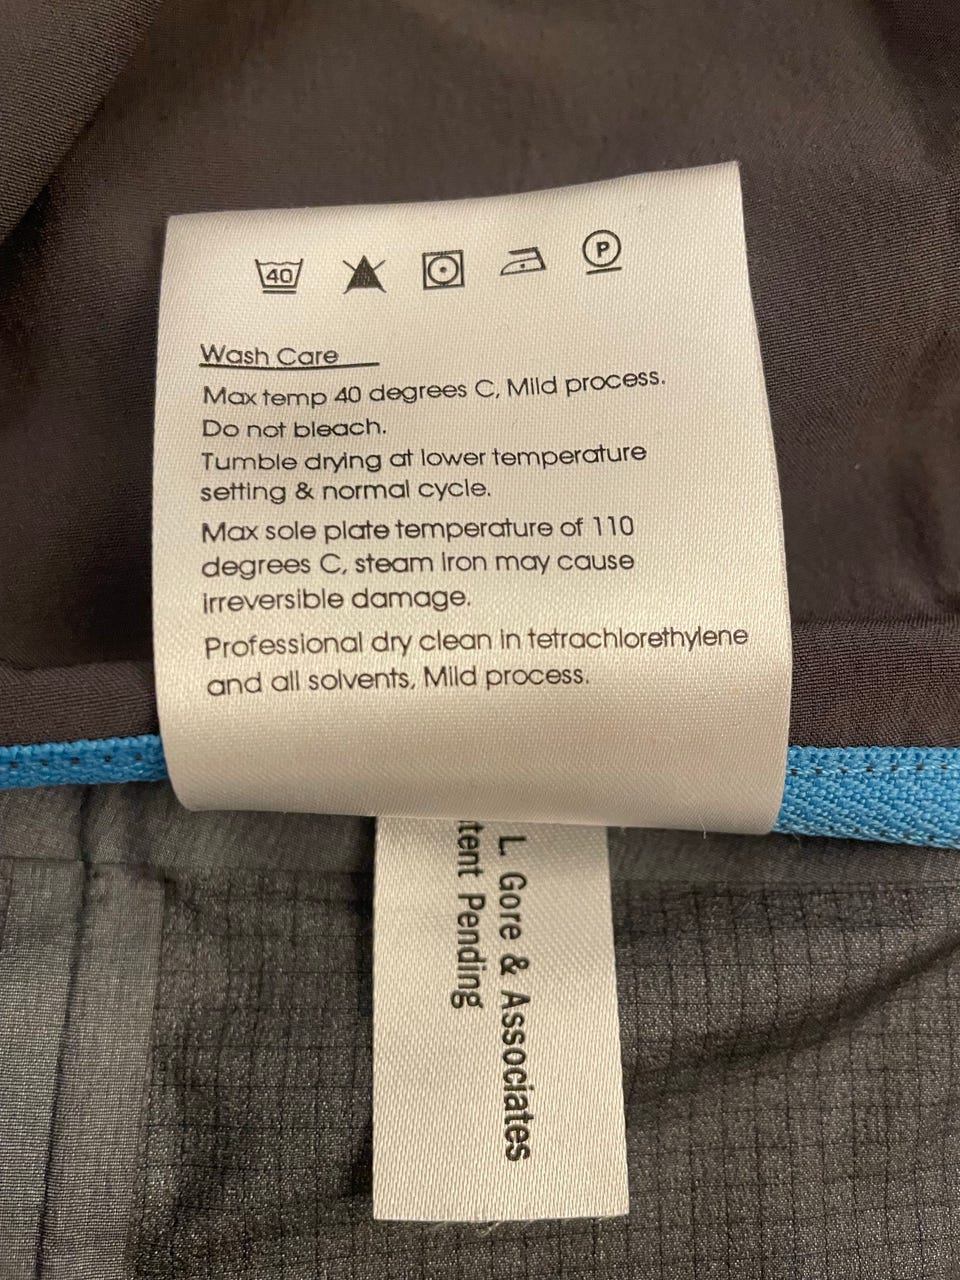 40
P
Wash Care
Max temp 40 degrees C, Mild process.
Do not bleach.
Tumble drying at lower temperature
setting & normal cycle.
Max sole plate temperature of 110
degrees C, steam iron may cause
irreversible damage.
Professional dry clean in tetrachlorethylene
and all solvents, Mild process.
L. Gore & Associates
tent Pending